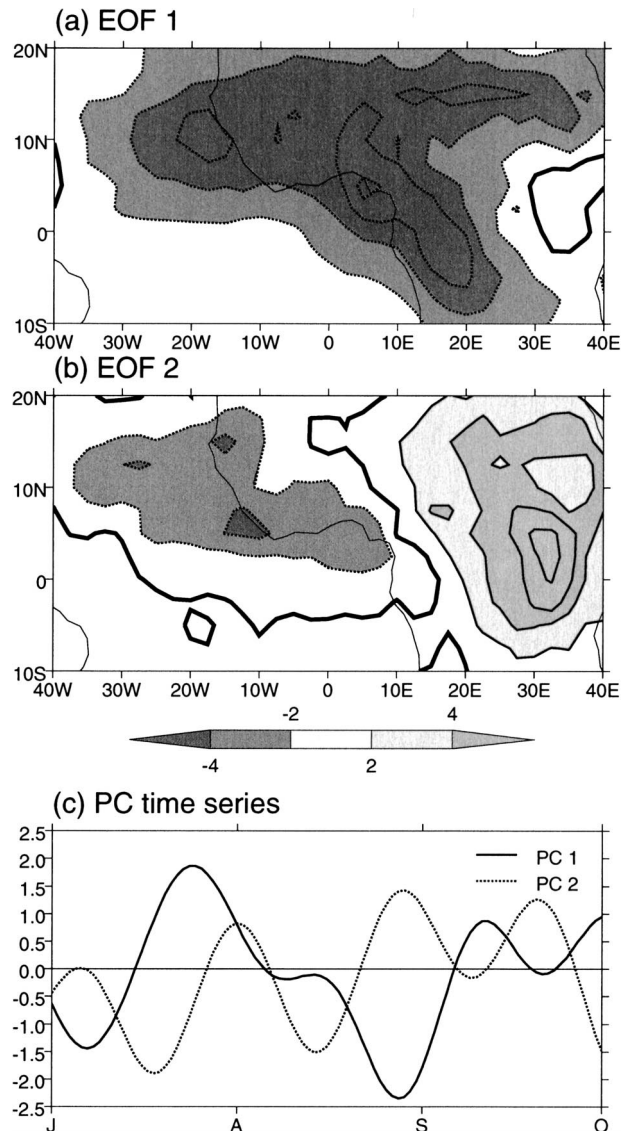 (a) EOF 1
20N
10N
0
10S
40W 30W 20W 10W 0 10E 20E 30E 40E
(b) EOF 2
20N
10N
0
10S
40W 30W 20W 10W 0 10E 20E 30E 40E
-2 4
-4 2
(c) PC time series
2.5
2.0
1.5
1.0
0.5
0.0
-0.5
-1.0
-1.5
-2.0
-2.5
PC 1
PC 2
J A S O